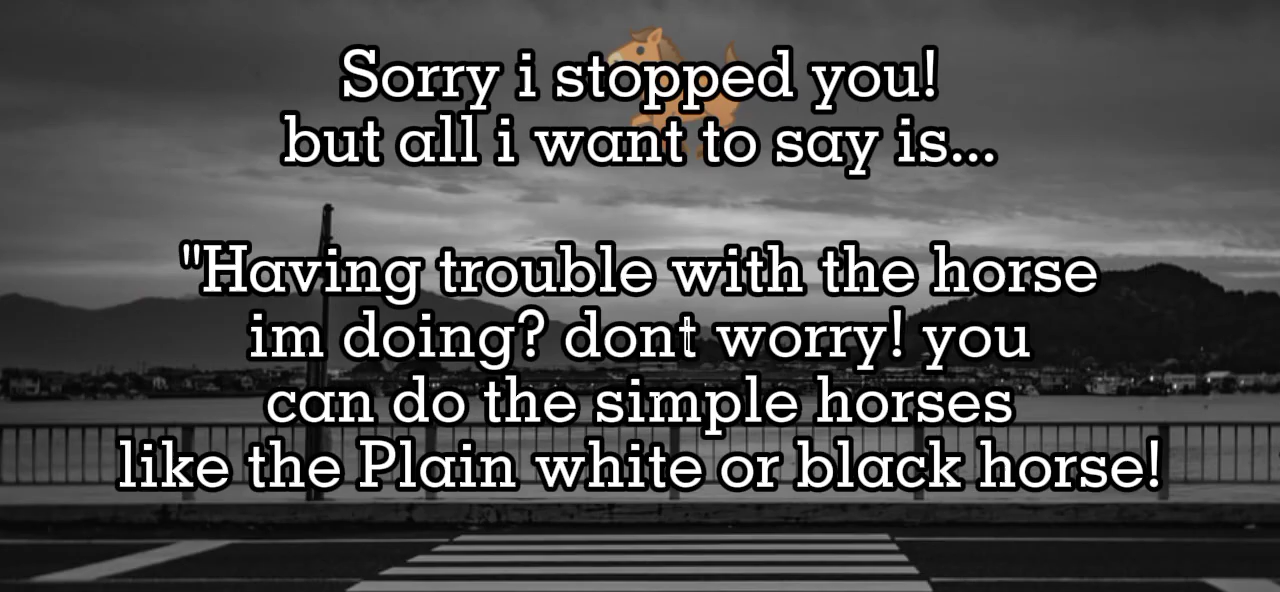 Sorry i stopped you!
but all i want to say is...
"Having trouble with the horse
im doing? dont worry! you
can do the simple horses
like the Plain white or black horse!